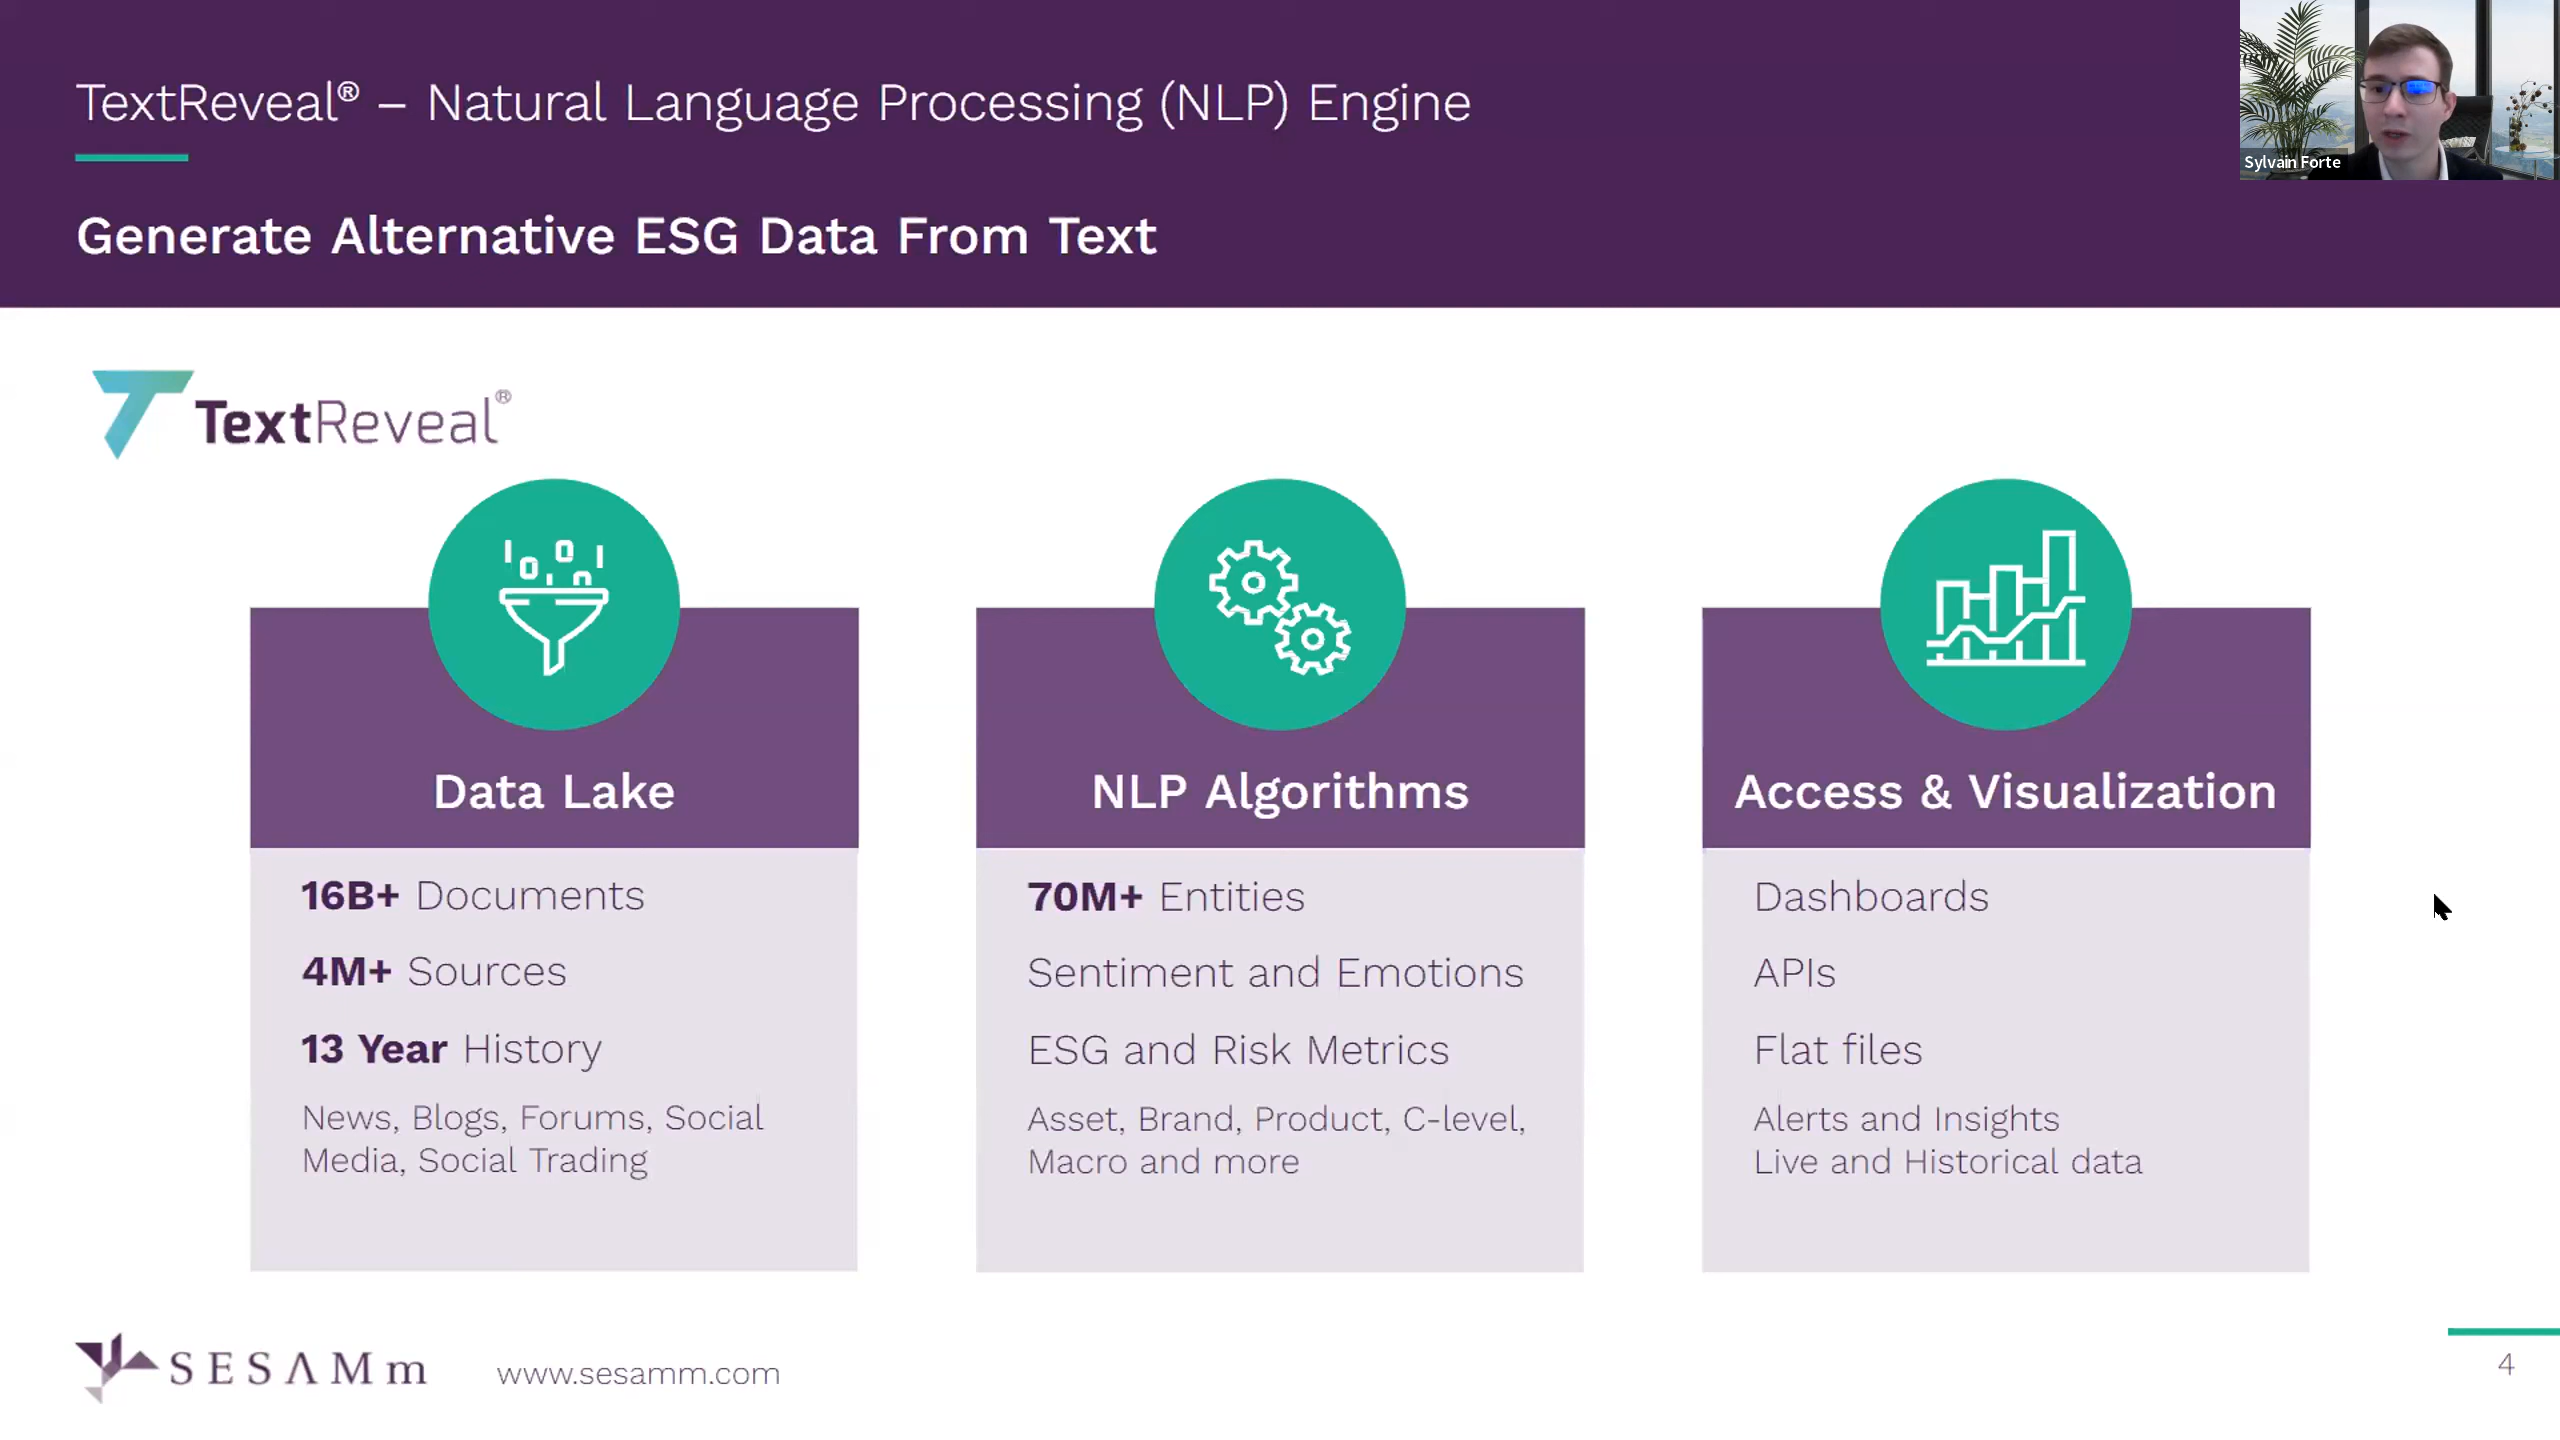 TextReveal® – Natural Language Processing (NLP) Engine
Generate Alternative ESG Data From Text
Sylvain Forte
TextReveal®
Data Lake
16B+ Documents
4M+ Sources
13 Year History
News, Blogs, Forums, Social
Media, Social Trading
NLP Algorithms
70M+ Entities
Sentiment and Emotions
ESG and Risk Metrics
Asset, Brand, Product, C-level,
Macro and more
Access & Visualization
Dashboards
APIs
Flat files
Alerts and Insights
Live and Historical data
SESAMm
www.sesamm.com
4